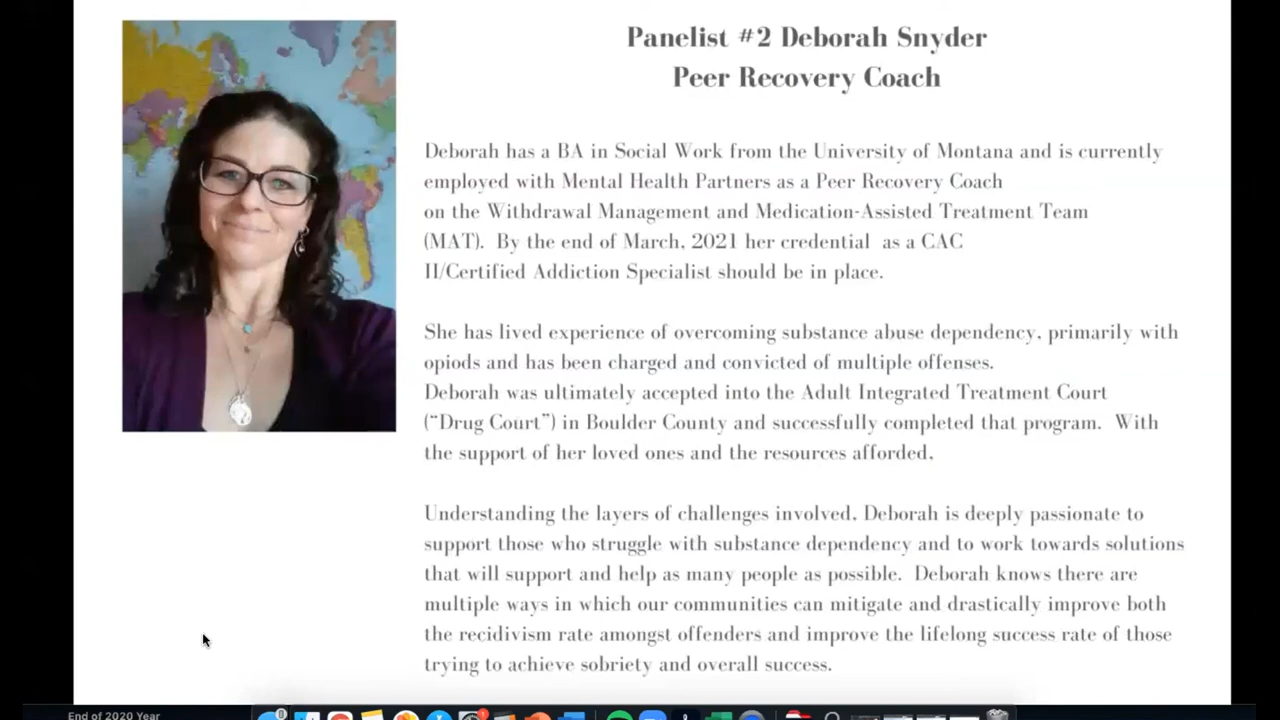 Panelist #2 Deborah Snyder
Peer Recovery Coach
Deborah has a BA in Social Work from the University of Montana and is currently
employed with Mental Health Partners as a Peer Recovery Coach
on the Withdrawal Management and Medication-Assisted Treatment Team
(MAT).  By the end of March, 2021 her credential  as a CAC
II/Certified Addiction Specialist should be in place.
She has lived experience of overcoming substance abuse dependency, primarily with
opiods and has been charged and convicted of multiple offenses.
Deborah was ultimately accepted into the Adult Integrated Treatment Court
(“Drug Court”) in Boulder County and successfully completed that program.  With
the support of her loved ones and the resources afforded,
Understanding the layers of challenges involved, Deborah is deeply passionate to
support those who struggle with substance dependency and to work towards solutions
that will support and help as many people as possible.  Deborah knows there are
multiple ways in which our communities can mitigate and drastically improve both
the recidivism rate amongst offenders and improve the lifelong success rate of those
trying to achieve sobriety and overall success.
End of 2020 Year